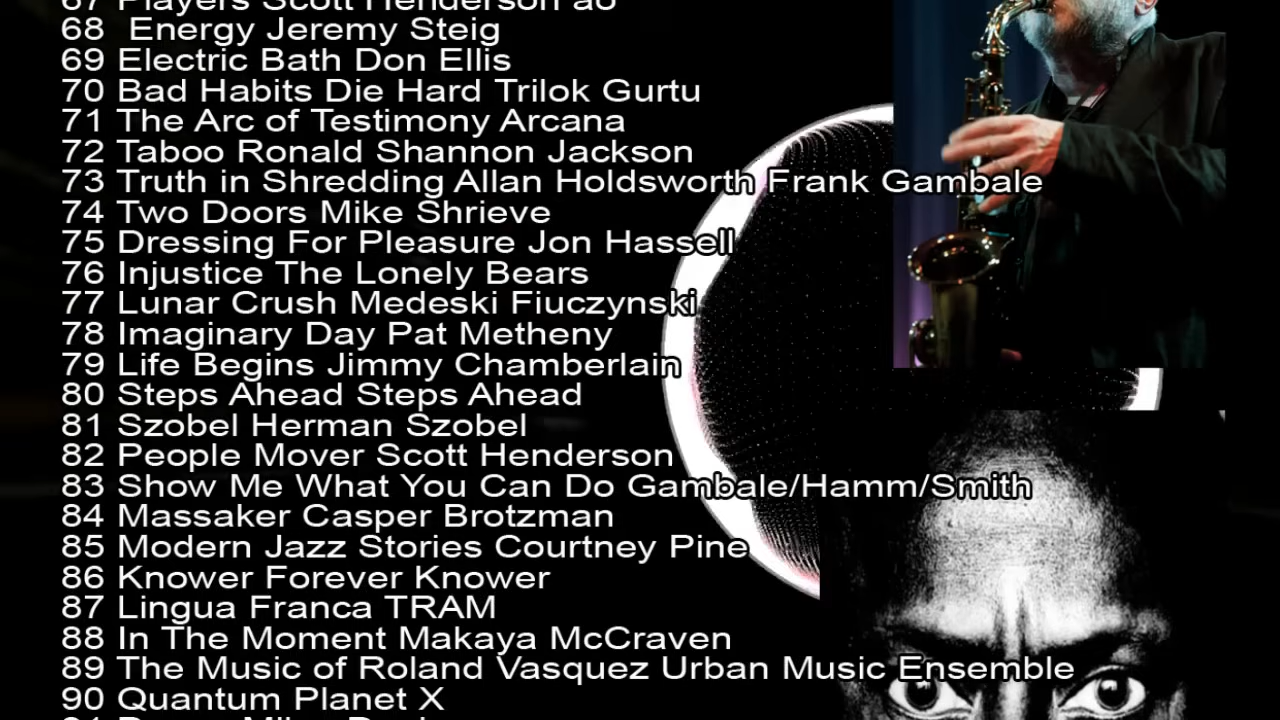 67 Players Scott Henderson ao
68 Energy Jeremy Steig
69 Electric Bath Don Ellis
70 Bad Habits Die Hard Trilok Gurtu
71 The Arc of Testimony Arcana
72 Taboo Ronald Shannon Jackson
73 Truth in Shredding Allan Holdsworth Frank Gambale
74 Two Doors Mike Shrieve
75 Dressing For Pleasure Jon Hassell
76 Injustice The Lonely Bears
77 Lunar Crush Medeski Fiuczynski
78 Imaginary Day Pat Metheny
79 Life Begins Jimmy Chamberlain
80 Steps Ahead Steps Ahead
81 Szobel Herman Szobel
82 People Mover Scott Henderson
83 Show Me What You Can Do Gambale/Hamm/Smith
84 Massaker Casper Brotzman
85 Modern Jazz Stories Courtney Pine
86 Knower Forever Knower
87 Lingua Franca TRAM
88 In The Moment Makaya McCraven
89 The Music of Roland Vasquez Urban Music Ensemble
90 Quantum Planet X